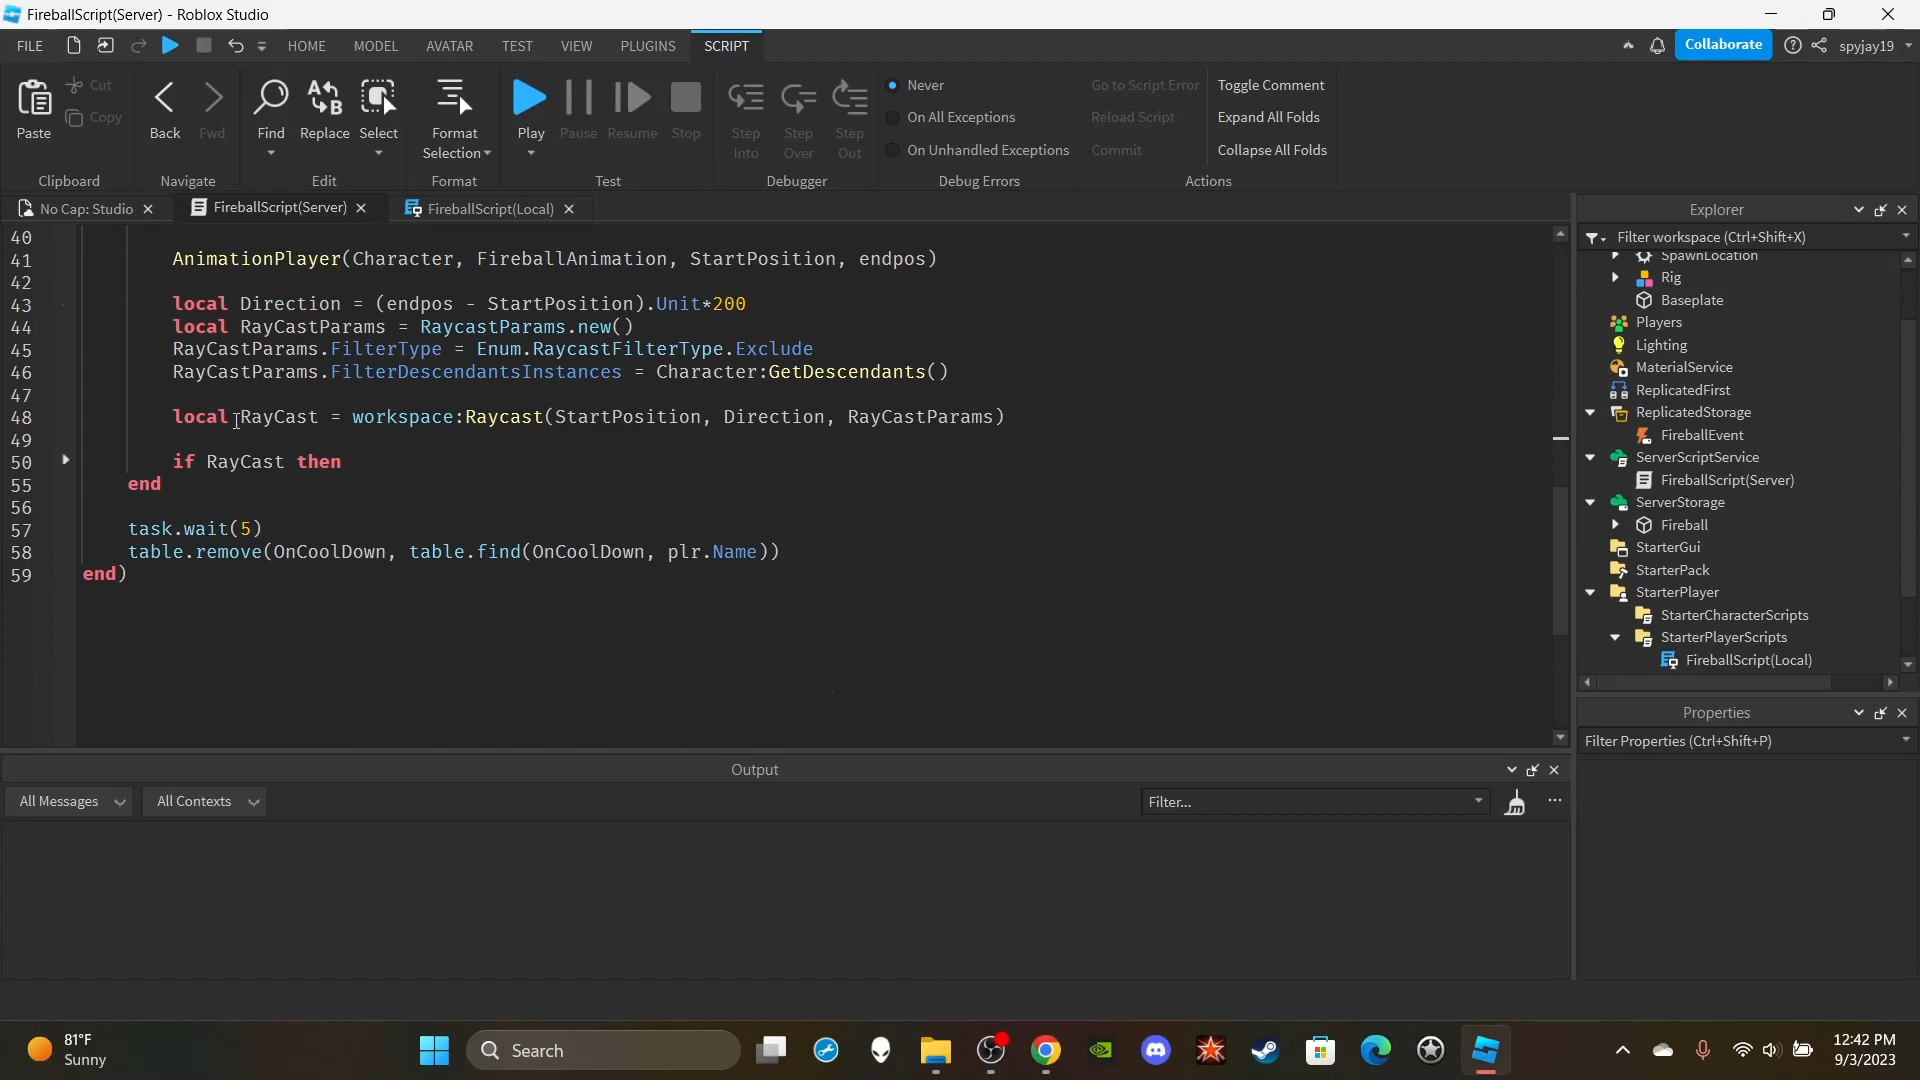 FireballScript(Server) - Roblox Studio
FILE HOME MODEL AVATAR TEST VIEW PLUGINS SCRIPT Collaborate spyjay19
Paste
Cut
Copy
Clipboard
Back
Fwd
Navigate
Find
Replace
Select
Edit
Format
Selection
Format
Play
Pause
Resume
Stop
Test
Step
Into
Step
Over
Step
Out
Debugger
Never
On All Exceptions
On Unhandled Exceptions
Debug Errors
Go to Script Error
Reload Script
Commit
Toggle Comment
Expand All Folds
Collapse All Folds
Actions
No Cap: Studio
FireballScript(Server)
FireballScript(Local)
40
41 AnimationPlayer(Character, FireballAnimation, StartPosition, endpos)
42
43 local Direction = (endpos - StartPosition).Unit*200
44 local RayCastParams = RaycastParams.new()
45 RayCastParams.FilterType = Enum.RaycastFilterType.Exclude
46 RayCastParams.FilterDescendantsInstances = Character:GetDescendants()
47
48 local RayCast = workspace:Raycast(StartPosition, Direction, RayCastParams)
49
50 if RayCast then
55 end
56
57 task.wait(5)
58 table.remove(OnCoolDown, table.find(OnCoolDown, plr.Name))
59 end)
Explorer
Filter workspace (Ctrl+Shift+X)
SpawnLocation
Rig
Baseplate
Players
Lighting
MaterialService
ReplicatedFirst
ReplicatedStorage
FireballEvent
ServerScriptService
FireballScript(Server)
ServerStorage
Fireball
StarterGui
StarterPack
StarterPlayer
StarterCharacterScripts
StarterPlayerScripts
FireballScript(Local)
Properties
Filter Properties (Ctrl+Shift+P)
Output
All Messages
All Contexts
Filter...
81°F
Sunny
Search
12:42 PM
9/3/2023